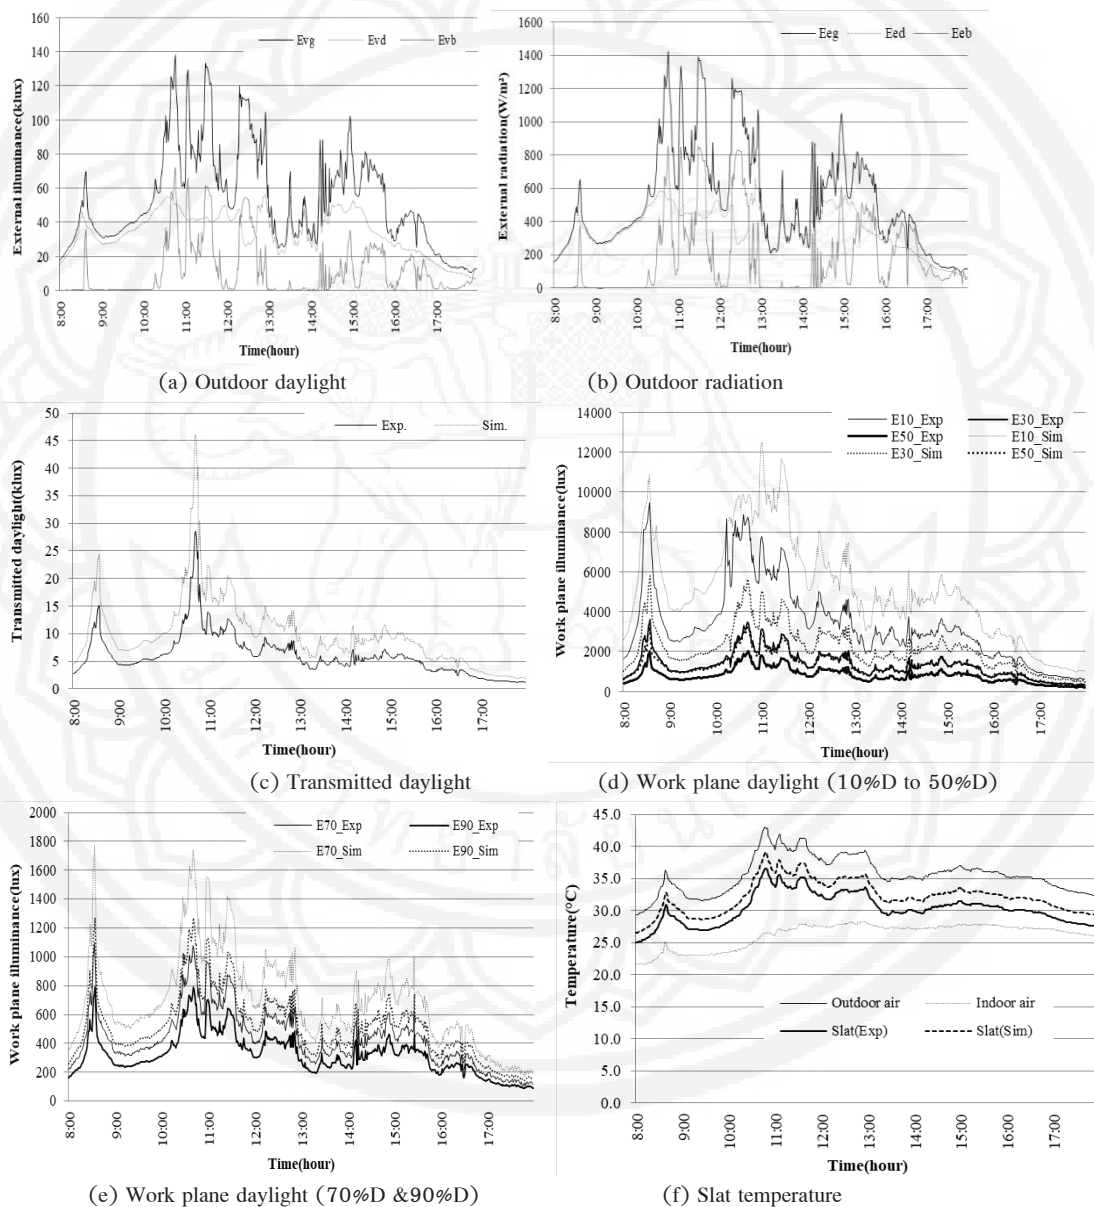 160
140
120
100
80
60
40
20
0
External illuminance(klux)
Evg Evd Evb
8:00 9:00 10:00 11:00 12:00 13:00 14:00 15:00 16:00 17:00
Time(hour)
(a) Outdoor daylight
1600
1400
1200
1000
800
600
400
200
0
External radiation(W/m²)
Eeg Eed Eeb
8:00 9:00 10:00 11:00 12:00 13:00 14:00 15:00 16:00 17:00
Time(hour)
(b) Outdoor radiation
50
45
40
35
30
25
20
15
10
5
0
Transmitted daylight(klux)
Exp. Sim.
8:00 9:00 10:00 11:00 12:00 13:00 14:00 15:00 16:00 17:00
Time(hour)
(c) Transmitted daylight
14000
12000
10000
8000
6000
4000
2000
0
Work plane illuminance(lux)
E10_Exp E30_Exp
E50_Exp E10_Sim
E30_Sim E50_Sim
8:00 9:00 10:00 11:00 12:00 13:00 14:00 15:00 16:00 17:00
Time(hour)
(d) Work plane daylight (10%D to 50%D)
2000
1800
1600
1400
1200
1000
800
600
400
200
0
Work plane illuminance(lux)
E70_Exp E90_Exp
E70_Sim E90_Sim
8:00 9:00 10:00 11:00 12:00 13:00 14:00 15:00 16:00 17:00
Time(hour)
(e) Work plane daylight (70%D &90%D)
45.0
40.0
35.0
30.0
25.0
20.0
15.0
10.0
5.0
0.0
Temperature(°C)
Outdoor air Indoor air
Slat(Exp) Slat(Sim)
8:00 9:00 10:00 11:00 12:00 13:00 14:00 15:00 16:00 17:00
Time(hour)
(f) Slat temperature